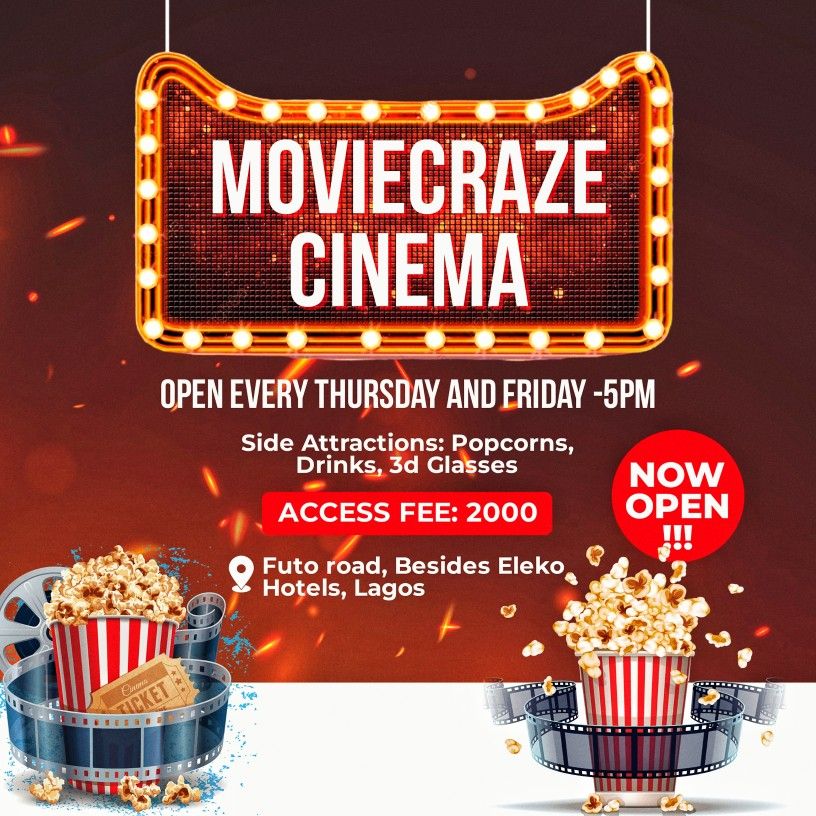 MOVIECRAZE
CINEMA
OPEN EVERY THURSDAY AND FRIDAY -5PM
Side Attractions: Popcorns,
Drinks, 3d Glasses
ACCESS FEE: 2000
NOW
OPEN
!!!
Futo road, Besides Eleko
Hotels, Lagos
Cinema
TICKET